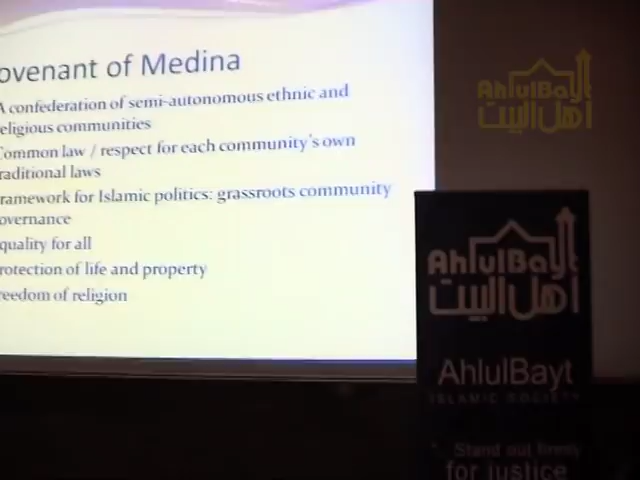 ovenant of Medina
A confederation of semi-autonomous ethnic and
eligious communities
Common law / respect for each community's own
raditional laws
ramework for Islamic politics: grassroots community
overnance
quality for all
rotection of life and property
reedom of religion
AhlulBayt
اهل البيت
AhlulBayt
اهل البيت
AhlulBayt
ISLAMIC SOCIETY
Stand out firmly
for justice